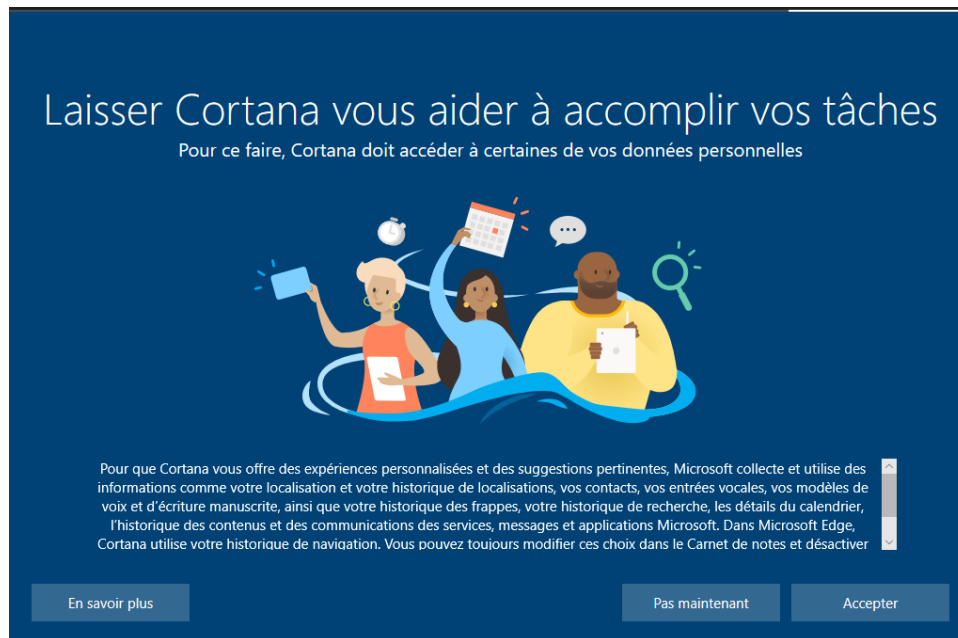 Laisser Cortana vous aider à accomplir vos tâches
Pour ce faire, Cortana doit accéder à certaines de vos données personnelles
Pour que Cortana vous offre des expériences personnalisées et des suggestions pertinentes, Microsoft collecte et utilise des
informations comme votre localisation et votre historique de localisations, vos contacts, vos entrées vocales, vos modèles de
voix et d'écriture manuscrite, ainsi que votre historique des frappes, votre historique de recherche, les détails du calendrier,
l'historique des contenus et des communications des services, messages et applications Microsoft. Dans Microsoft Edge,
Cortana utilise votre historique de navigation. Vous pouvez toujours modifier ces choix dans le Carnet de notes et désactiver
En savoir plus
Pas maintenant
Accepter